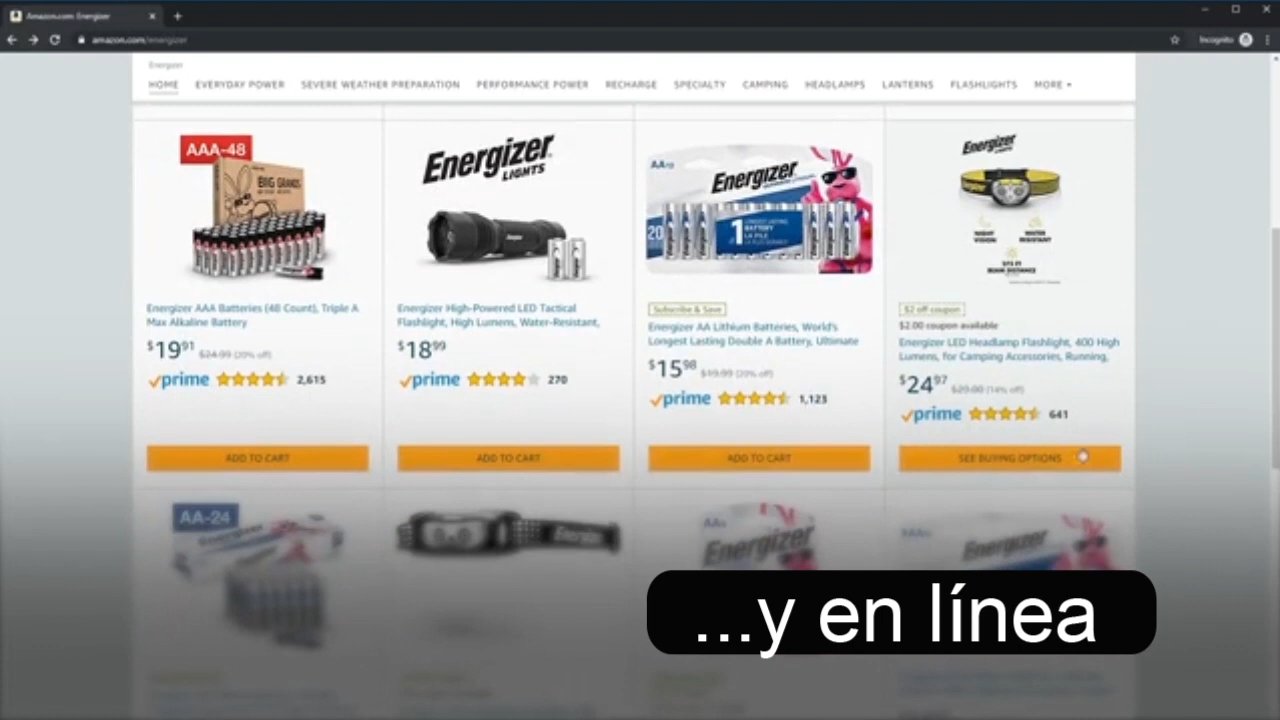 Amazon.com: Energizer
amazon.com/energizer
Incognito
Energizer
HOME EVERYDAY POWER SEVERE WEATHER PREPARATION PERFORMANCE POWER RECHARGE SPECIALTY CAMPING HEADLAMPS LANTERNS FLASHLIGHTS MORE
AAA-48
Energizer AAA Batteries (48 Count), Triple A
Max Alkaline Battery
$19.91 $24.99 (20% off)
prime 2,615
ADD TO CART
Energizer
LIGHTS
Energizer High-Powered LED Tactical
Flashlight, High Lumens, Water-Resistant,
$18.99
prime 270
ADD TO CART
AA
Energizer
20
1 LONGEST LASTING
BATTERY
LA PILE
Subscribe & Save
Energizer AA Lithium Batteries, World's
Longest Lasting Double A Battery, Ultimate
$15.98 $19.99 (20% off)
prime 1,123
ADD TO CART
Energizer
LIGHTS
NIGHT
VISION
WATER
RESISTANT
BEAM DISTANCE
$2 off coupon
$2.00 coupon available
Energizer LED Headlamp Flashlight, 400 High
Lumens, for Camping Accessories, Running,
$24.97 $29.00 (14% off)
prime 641
SEE BUYING OPTIONS
AA-24
Energizer
Energizer
Energizer
...y en línea